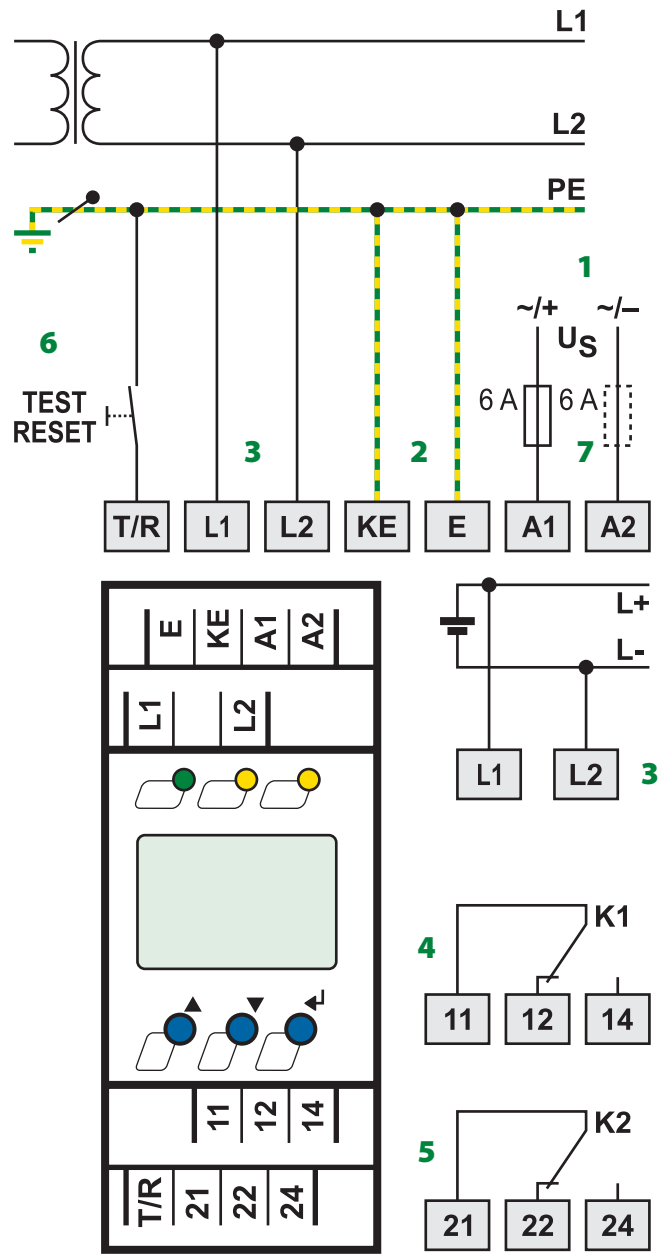 L1
L2
PE
1
~/+ ~/–
US
6
6 A 6 A
TEST
RESET
3 2 7
T/R L1 L2 KE E A1 A2
E KE A1 A2
L+
L-
L1 L2
L1 L2 3
K1
4
11 12 14
11 12 14
K2
5
T/R 21 22 24
21 22 24